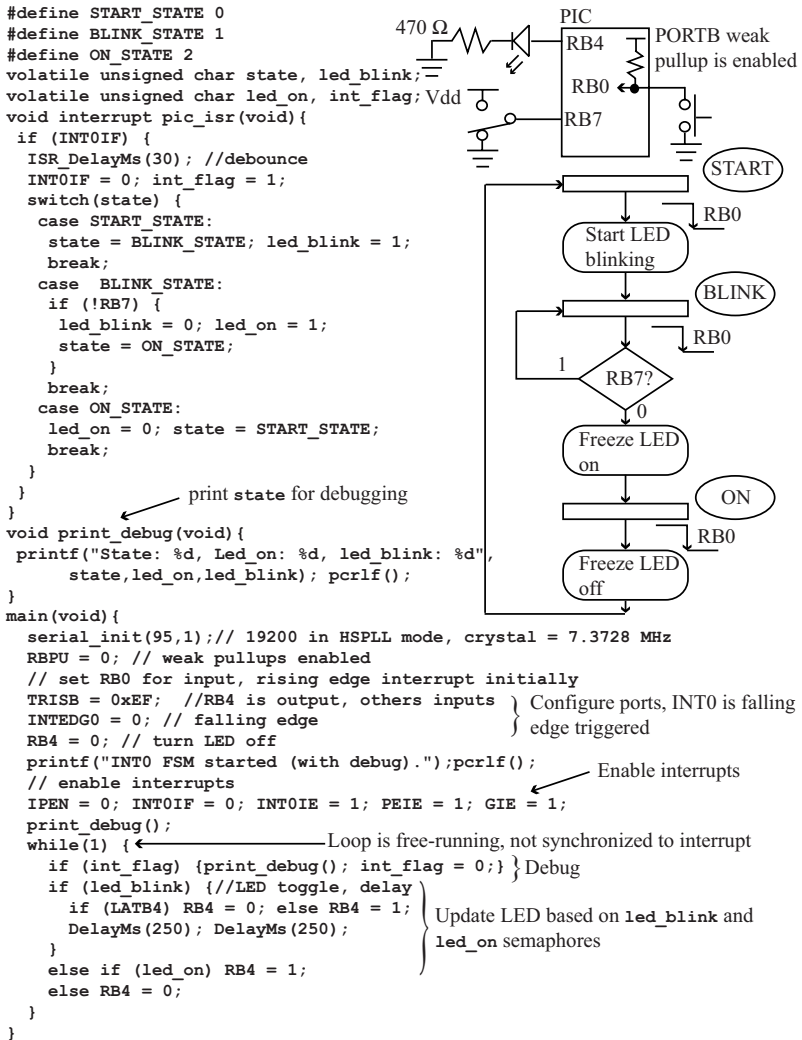 #define START_STATE 0
#define BLINK_STATE 1
#define ON_STATE 2
volatile unsigned char state, led_blink;
volatile unsigned char led_on, int_flag;
void interrupt pic_isr(void){
if (INT0IF) {
ISR_DelayMs(30); //debounce
INT0IF = 0; int_flag = 1;
switch(state) {
case START_STATE:
state = BLINK_STATE; led_blink = 1;
break;
case  BLINK_STATE:
if (!RB7) {
led_blink = 0; led_on = 1;
state = ON_STATE;
}
break;
case ON_STATE:
led_on = 0; state = START_STATE;
break;
}
}
}
print state for debugging
void print_debug(void){
printf("State: %d, Led_on: %d, led_blink: %d",
state,led_on,led_blink); pcrlf();
}
main(void){
serial_init(95,1);// 19200 in HSPLL mode, crystal = 7.3728 MHz
RBPU = 0; // weak pullups enabled
// set RB0 for input, rising edge interrupt initially
TRISB = 0xEF;  //RB4 is output, others inputs
INTEDG0 = 0; // falling edge
RB4 = 0; // turn LED off
printf("INT0 FSM started (with debug).");pcrlf();
// enable interrupts
IPEN = 0; INT0IF = 0; INT0IE = 1; PEIE = 1; GIE = 1;
print_debug();
while(1) {
if (int_flag) {print_debug(); int_flag = 0;}
if (led_blink) {//LED toggle, delay
if (LATB4) RB4 = 0; else RB4 = 1;
DelayMs(250); DelayMs(250);
}
else if (led_on) RB4 = 1;
else RB4 = 0;
}
}
Configure ports, INT0 is falling
edge triggered
Enable interrupts
Loop is free-running, not synchronized to interrupt
Debug
Update LED based on led_blink and
led_on semaphores
470 Ω
PIC
RB4
PORTB weak
pullup is enabled
RB0
Vdd
RB7
START
RB0
Start LED
blinking
BLINK
RB0
1
RB7?
0
Freeze LED
on
ON
RB0
Freeze LED
off